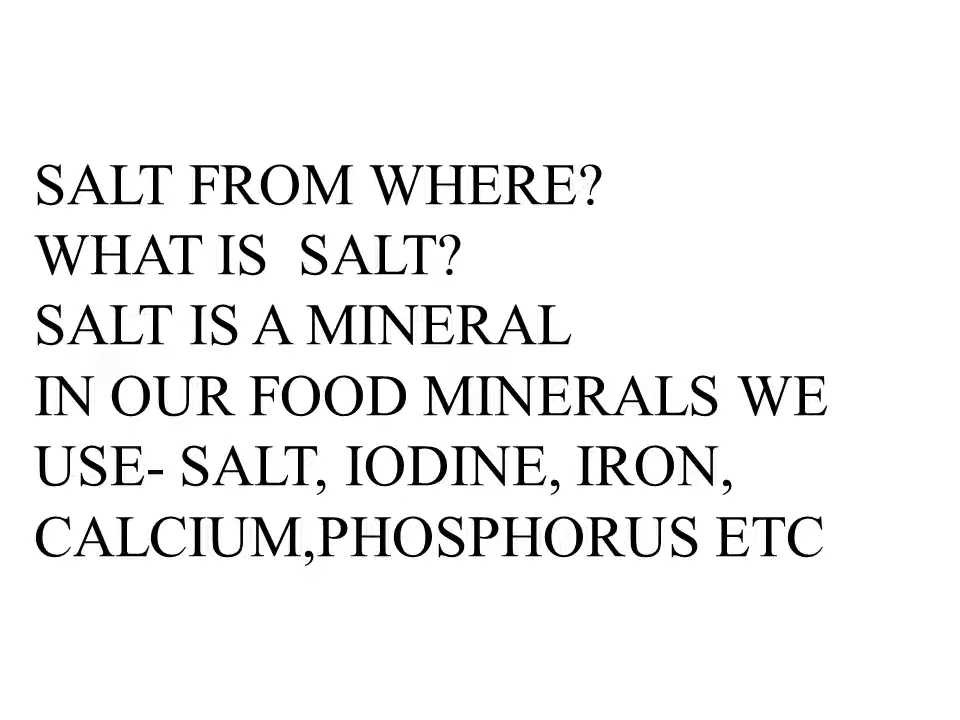 SALT FROM WHERE?
WHAT IS  SALT?
SALT IS A MINERAL
IN OUR FOOD MINERALS WE
USE- SALT, IODINE, IRON,
CALCIUM,PHOSPHORUS ETC